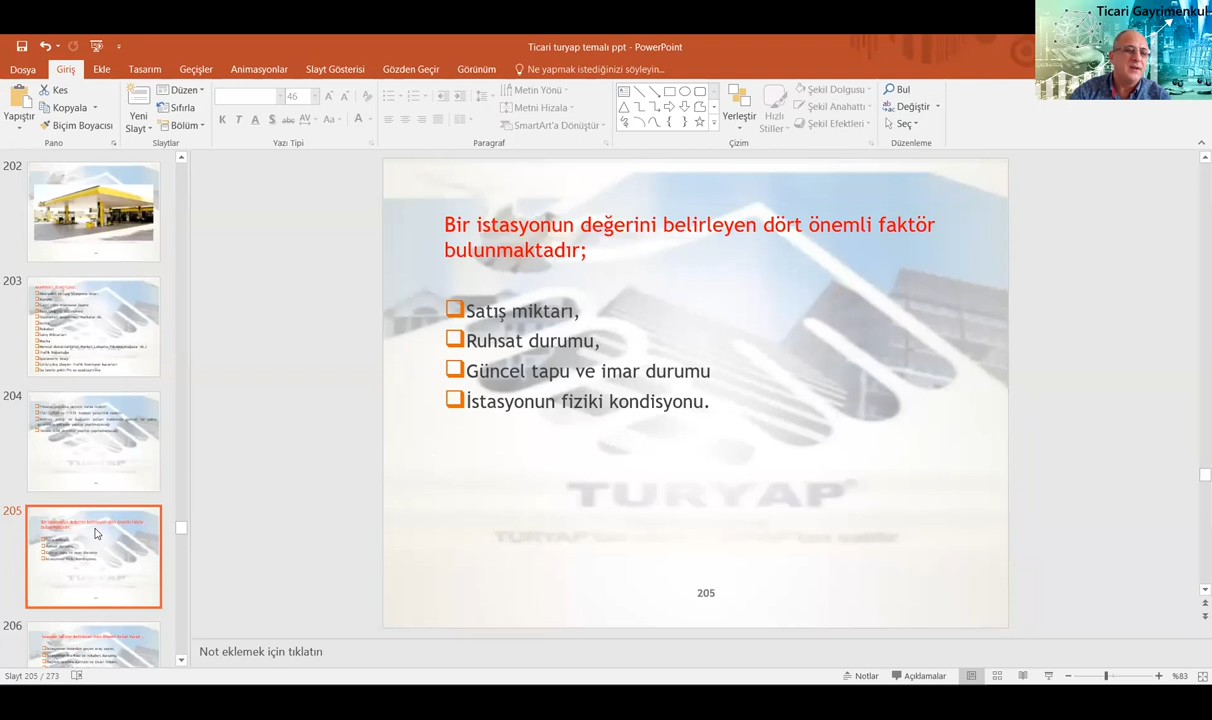 Ticari Gayrimenkul
Ticari turyap temalı ppt - PowerPoint
Dosya Giriş Ekle Tasarım Geçişler Animasyonlar Slayt Gösterisi Gözden Geçir Görünüm Ne yapmak istediğinizi söyleyin...
Yapıştır
Kes
Kopyala
Biçim Boyacısı
Pano
Yeni
Slayt
Düzen
Sıfırla
Bölüm
Slaytlar
46
K T A S abc AV Aa A
Yazı Tipi
Metin Yönü
Metni Hizala
SmartArt'a Dönüştür
Paragraf
Yerleştir
Hızlı
Stiller
Şekil Dolgusu
Şekil Anahattı
Şekil Efektleri
Çizim
Bul
Değiştir
Seç
Düzenleme
202
203
204
205
206
Bir istasyonun değerini belirleyen dört önemli faktör
bulunmaktadır;
Satış miktarı,
Ruhsat durumu,
Güncel tapu ve imar durumu
İstasyonun fiziki kondisyonu.
TURYAP
205
Not eklemek için tıklatın
Slayt 205 / 273
Notlar
Açıklamalar
%83